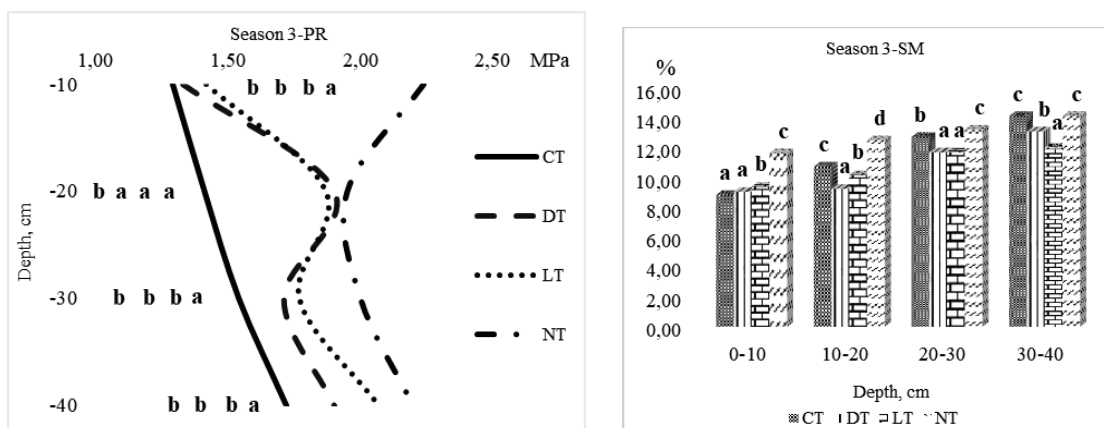 Season 3-PR
1,00 1,50 2,00 2,50 MPa
-10 b b b a
CT
-20 b a a a
DT
Depth, cm
LT
-30 b b b a
NT
-40 b b b a
Season 3-SM
%
16,00
14,00
12,00
10,00
8,00
6,00
4,00
2,00
0,00
a a b c
c a b d
b a a c
c b a c
0-10 10-20 20-30 30-40
Depth, cm
CT DT LT NT